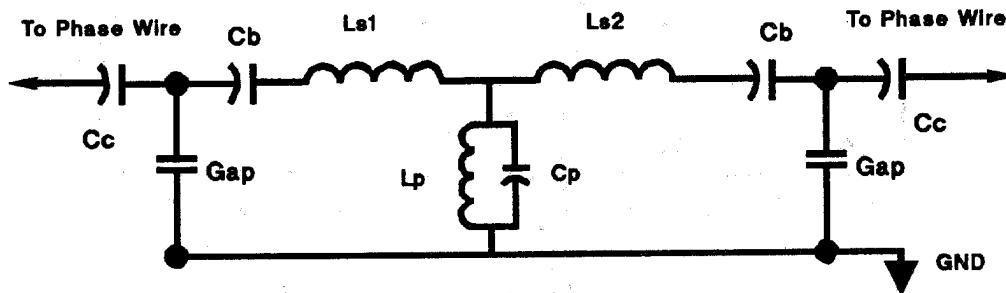 To Phase Wire
Cb
Ls1
Ls2
Cb
To Phase Wire
Cc
Cc
Gap
Lp
Cp
Gap
GND